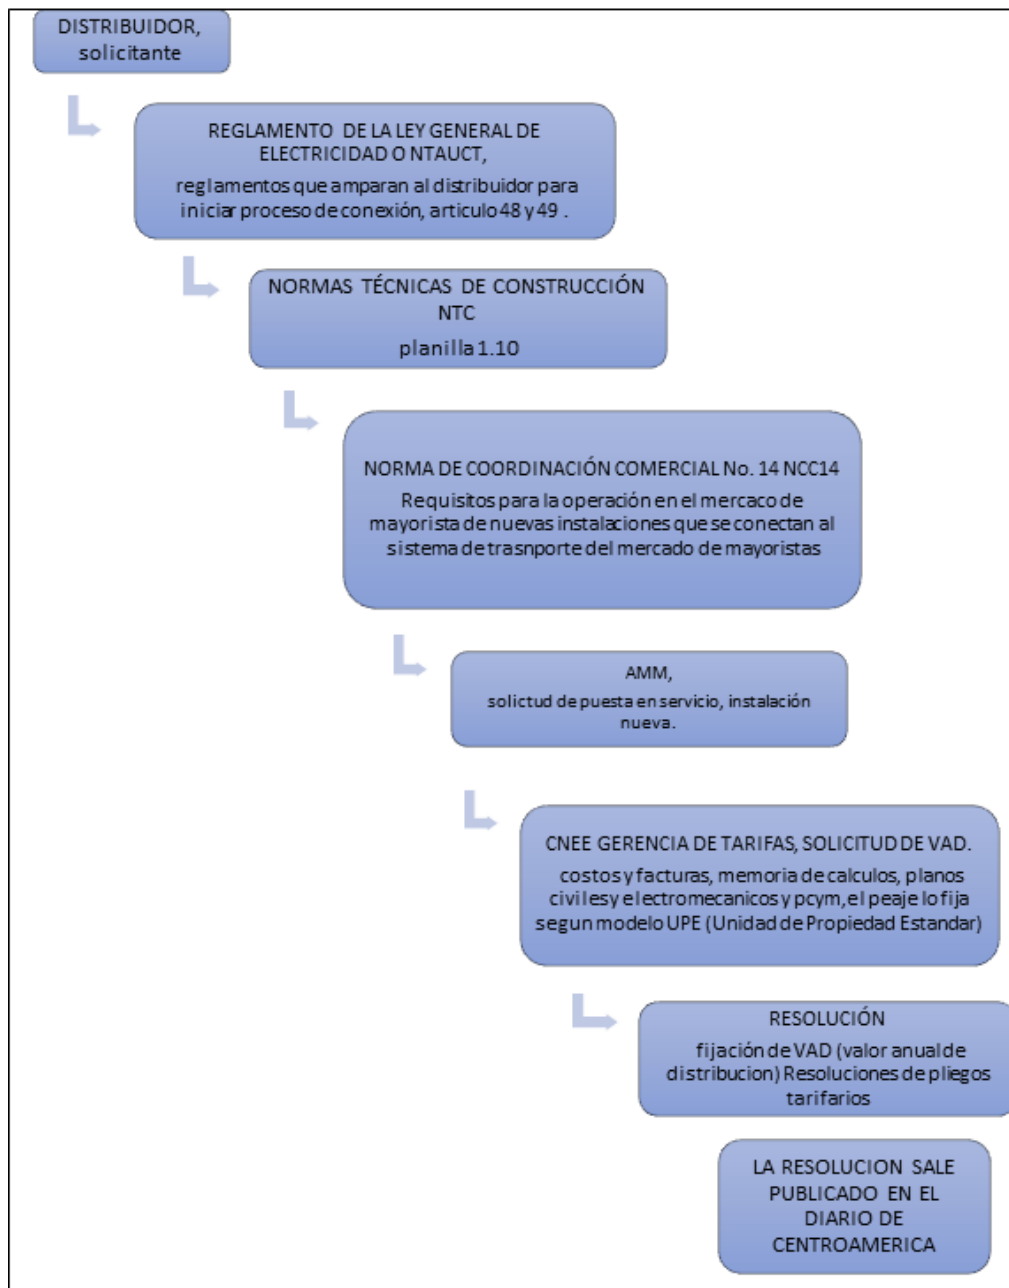 DISTRIBUIDOR,
solicitante
REGLAMENTO DE LA LEY GENERAL DE
ELECTRICIDAD O NTAUCT,
reglamentos que amparan al distribuidor para
iniciar proceso de conexión, articulo 48 y 49 .
NORMAS TÉCNICAS DE CONSTRUCCIÓN
NTC
planilla 1.10
NORMA DE COORDINACIÓN COMERCIAL No. 14 NCC14
Requisitos para la operación en el mercaco de
mayorista de nuevas instalaciones que se conectan al
sistema de trasnporte del mercado de mayoristas
AMM,
solictud de puesta en servicio, instalación
nueva.
CNEE GERENCIA DE TARIFAS, SOLICITUD DE VAD.
costos y facturas, memoria de calculos, planos
civiles y electromecanicos y pcym, el peaje lo fija
segun modelo UPE (Unidad de Propiedad Estandar)
RESOLUCIÓN
fijación de VAD (valor anual de
distribucion) Resoluciones de pliegos
tarifarios
LA RESOLUCION SALE
PUBLICADO EN EL
DIARIO DE
CENTROAMERICA